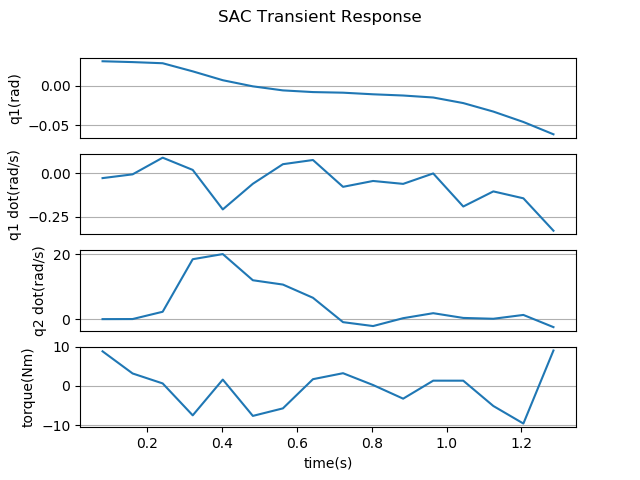 SAC Transient Response
q1(rad)
0.00
−0.05
q1 dot(rad/s)
0.00
−0.25
q2 dot(rad/s)
20
0
torque(Nm)
10
0
−10
0.2 0.4 0.6 0.8 1.0 1.2
time(s)